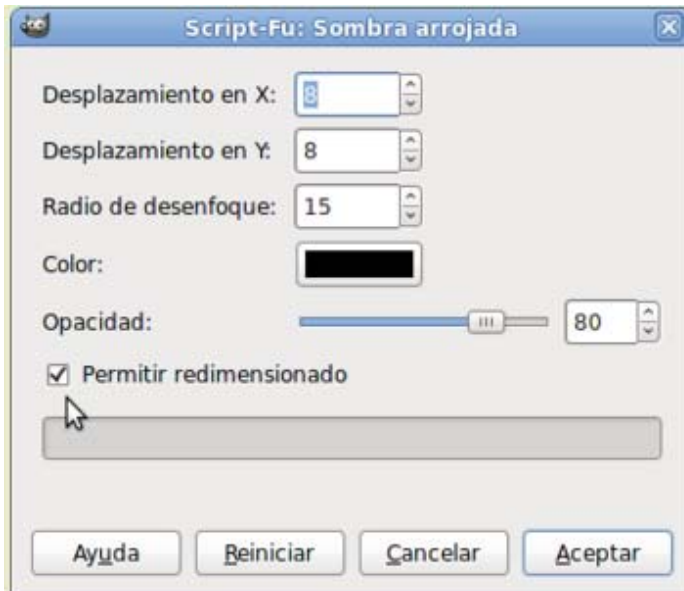 Script-Fu: Sombra arrojada
Desplazamiento en X: 8
Desplazamiento en Y: 8
Radio de desenfoque: 15
Color:
Opacidad: 80
Permitir redimensionado
Ayuda Reiniciar Cancelar Aceptar